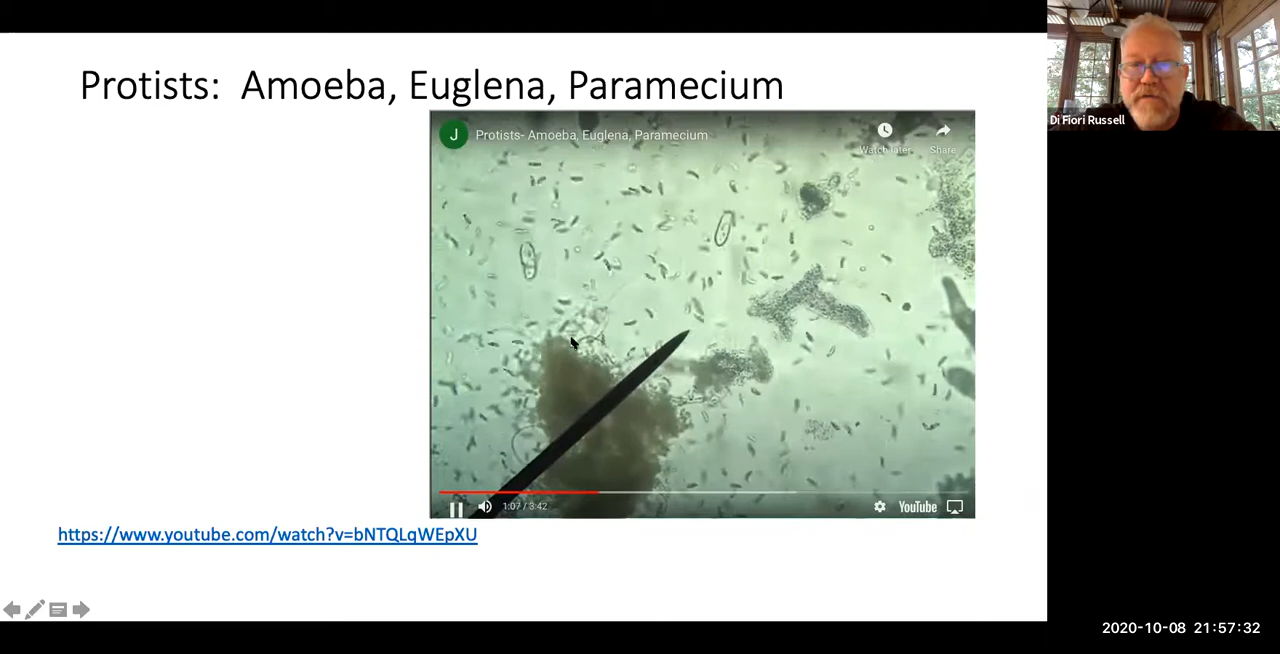 Protists: Amoeba, Euglena, Paramecium
J
Protists- Amoeba, Euglena, Paramecium
Watch later
Share
Di Fiori Russell
1:07 / 3:42
YouTube
https://www.youtube.com/watch?v=bNTQLqWEpXU
2020-10-08 21:57:32